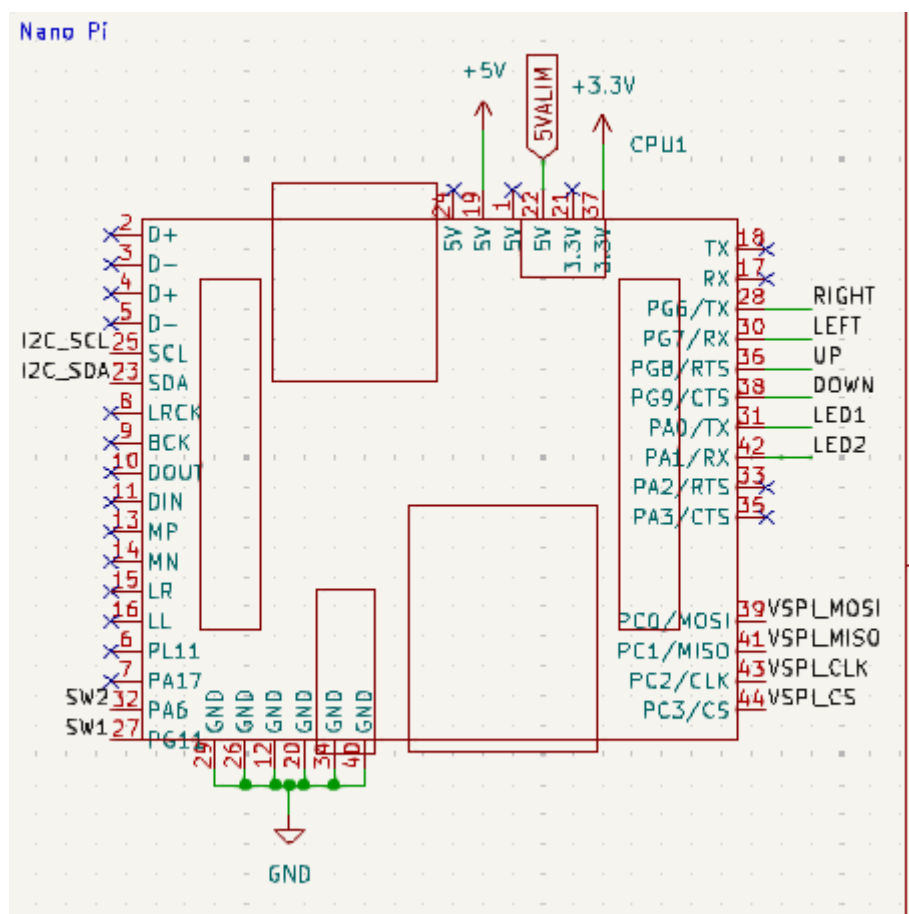 Nano Pi
+5V
5VALIM
+3.3V
CPU1
24 19 1 22 21 37
5V 5V 5V 5V 3.3V 3.3V
2 D+
3 D-
4 D+
5 D-
I2C_SCL 25 SCL
I2C_SDA 23 SDA
8 LRCK
9 BCK
10 DOUT
11 DIN
13 MP
14 MN
15 LR
16 LL
6 PL11
7 PA17
SW2 32 PA6
SW1 27 PG11
TX 18
RX 17
PG6/TX 28 RIGHT
PG7/RX 30 LEFT
PG8/RTS 36 UP
PG9/CTS 38 DOWN
PA0/TX 31 LED1
PA1/RX 42 LED2
PA2/RTS 33
PA3/CTS 35
PC0/MOSI 39 VSPI_MOSI
PC1/MISO 41 VSPI_MISO
PC2/CLK 43 VSPI_CLK
PC3/CS 44 VSPI_CS
GND GND GND GND GND GND
29 26 12 20 34 40
GND